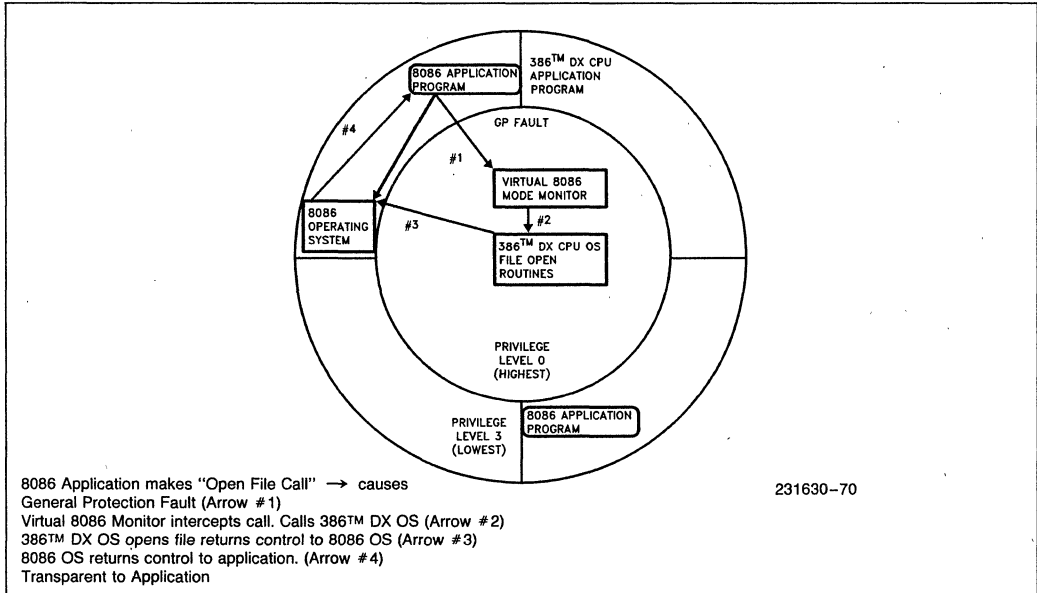 8086 APPLICATION
PROGRAM
386™ DX CPU
APPLICATION
PROGRAM
GP FAULT
#4
#1
VIRTUAL 8086
MODE MONITOR
8086
OPERATING
SYSTEM
#3
#2
386™ DX CPU OS
FILE OPEN
ROUTINES
PRIVILEGE
LEVEL 0
(HIGHEST)
PRIVILEGE
LEVEL 3
(LOWEST)
8086 APPLICATION
PROGRAM
8086 Application makes "Open File Call" → causes
General Protection Fault (Arrow #1)
Virtual 8086 Monitor intercepts call. Calls 386™ DX OS (Arrow #2)
386™ DX OS opens file returns control to 8086 OS (Arrow #3)
8086 OS returns control to application. (Arrow #4)
Transparent to Application
231630-70